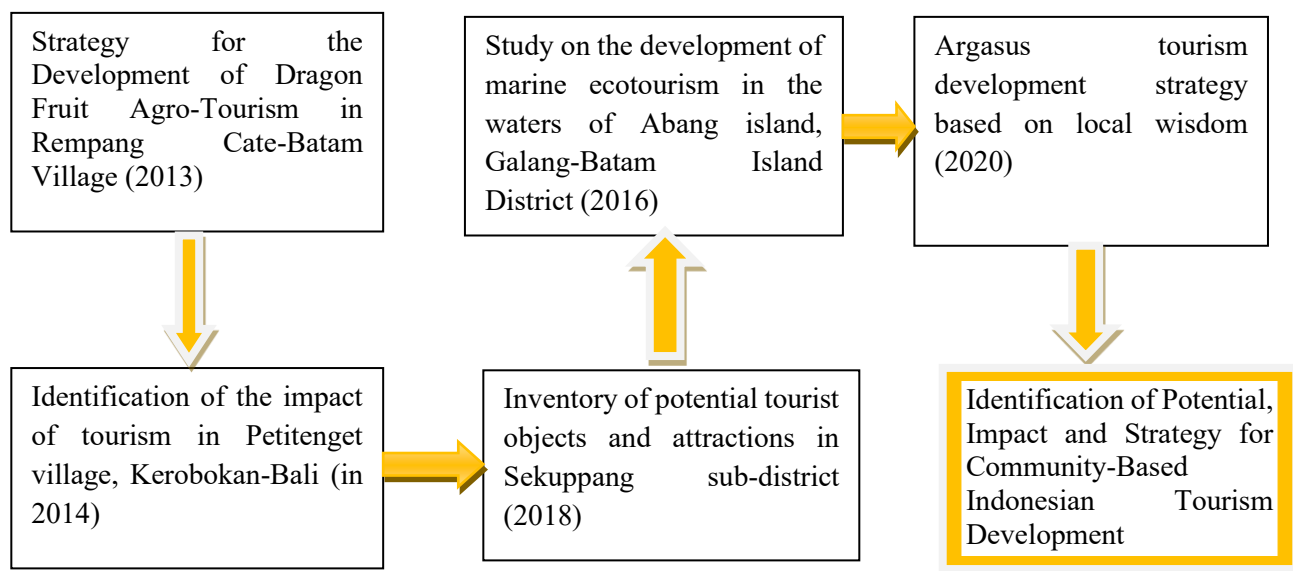 Strategy for the
Development of Dragon
Fruit Agro-Tourism in
Rempang Cate-Batam
Village (2013)
Identification of the impact
of tourism in Petitenget
village, Kerobokan-Bali (in
2014)
Inventory of potential tourist
objects and attractions in
Sekuppang sub-district
(2018)
Study on the development of
marine ecotourism in the
waters of Abang island,
Galang-Batam Island
District (2016)
Argasus tourism
development strategy
based on local wisdom
(2020)
Identification of Potential,
Impact and Strategy for
Community-Based
Indonesian Tourism
Development